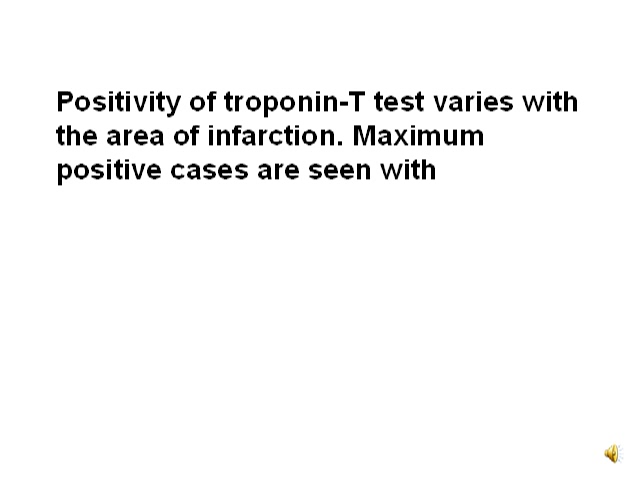 Positivity of troponin-T test varies with
the area of infarction. Maximum
positive cases are seen with